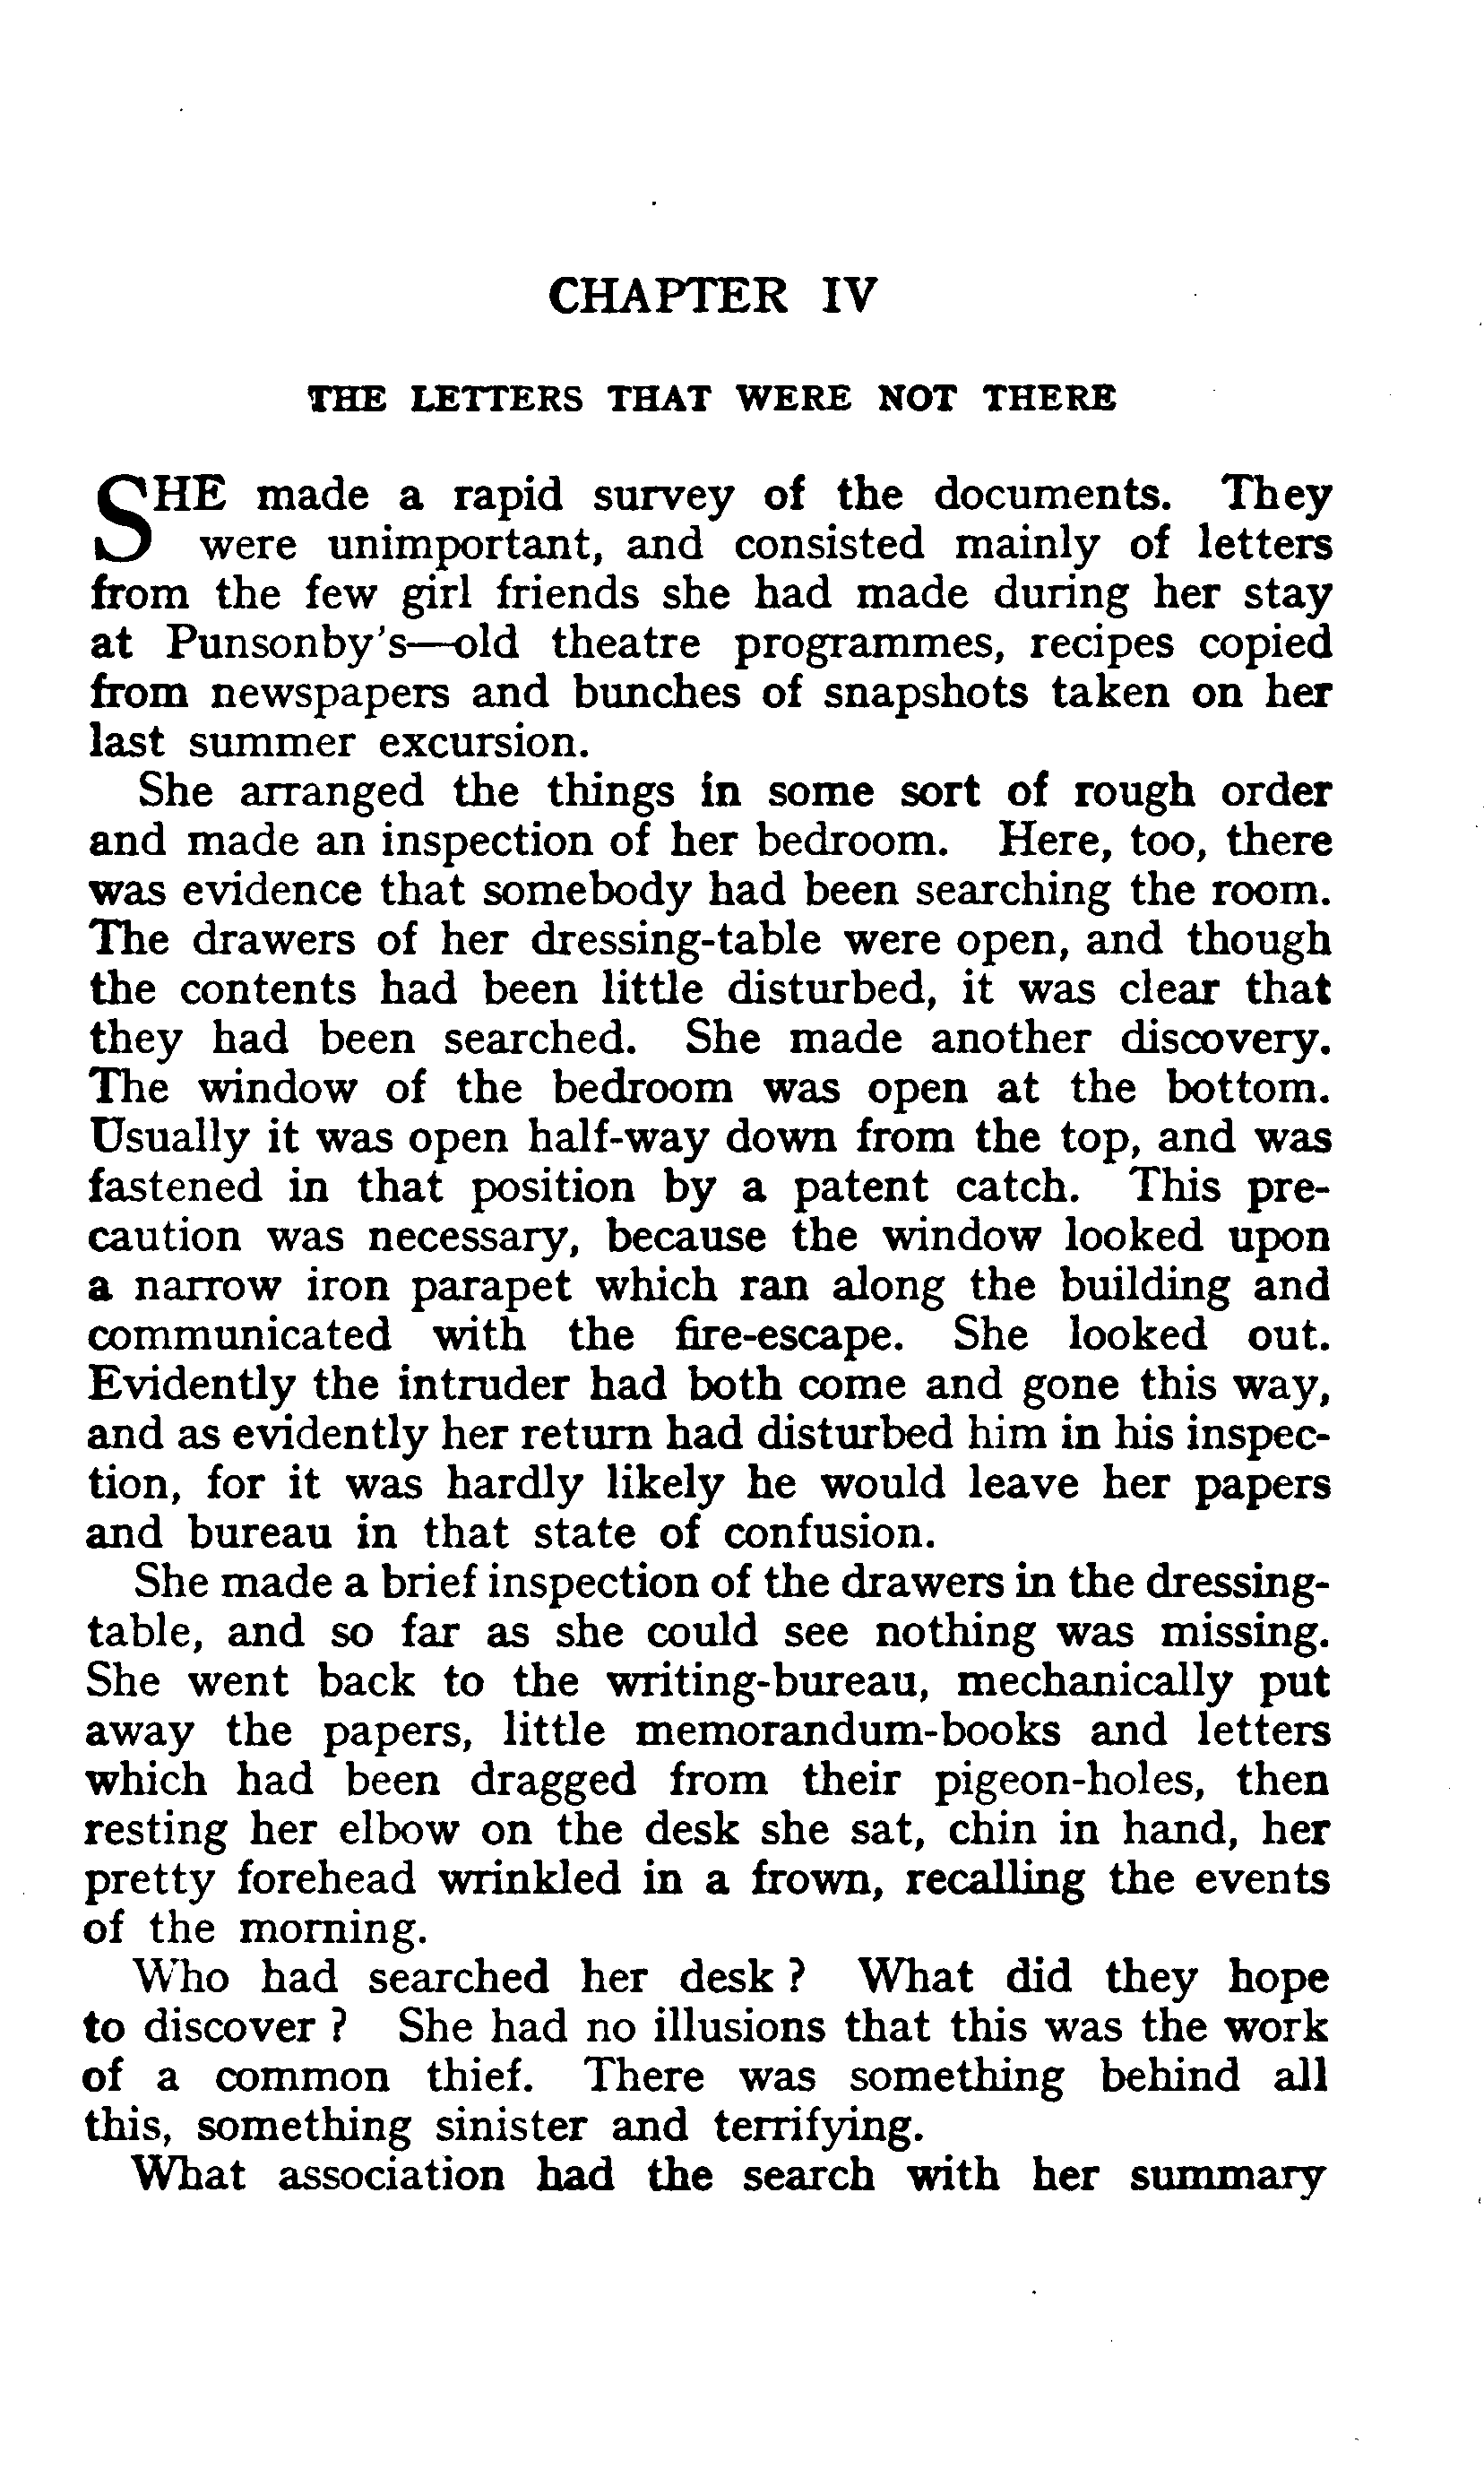 CHAPTER IV
THE LETTERS THAT WERE NOT THERE
SHE made a rapid survey of the documents. They
were unimportant, and consisted mainly of letters
from the few girl friends she had made during her stay
at Punsonby's—old theatre programmes, recipes copied
from newspapers and bunches of snapshots taken on her
last summer excursion.
She arranged the things in some sort of rough order
and made an inspection of her bedroom. Here, too, there
was evidence that somebody had been searching the room.
The drawers of her dressing-table were open, and though
the contents had been little disturbed, it was clear that
they had been searched. She made another discovery.
The window of the bedroom was open at the bottom.
Usually it was open half-way down from the top, and was
fastened in that position by a patent catch. This pre-
caution was necessary, because the window looked upon
a narrow iron parapet which ran along the building and
communicated with the fire-escape. She looked out.
Evidently the intruder had both come and gone this way,
and as evidently her return had disturbed him in his inspec-
tion, for it was hardly likely he would leave her papers
and bureau in that state of confusion.
She made a brief inspection of the drawers in the dressing-
table, and so far as she could see nothing was missing.
She went back to the writing-bureau, mechanically put
away the papers, little memorandum-books and letters
which had been dragged from their pigeon-holes, then
resting her elbow on the desk she sat, chin in hand, her
pretty forehead wrinkled in a frown, recalling the events
of the morning.
Who had searched her desk ? What did they hope
to discover ? She had no illusions that this was the work
of a common thief. There was something behind all
this, something sinister and terrifying.
What association had the search with her summary